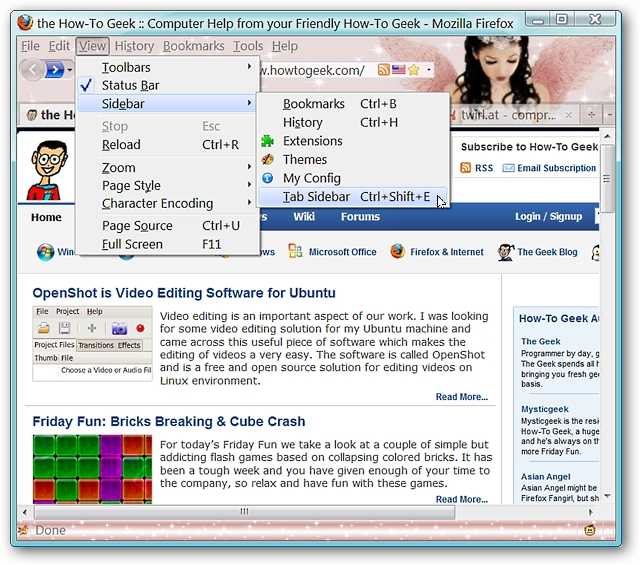 the How-To Geek :: Computer Help from your Friendly How-To Geek - Mozilla Firefox
File Edit View History Bookmarks Tools Help
Toolbars
Status Bar
Sidebar
Stop Esc
Reload Ctrl+R
Zoom
Page Style
Character Encoding
Page Source Ctrl+U
Full Screen F11
Bookmarks Ctrl+B
History Ctrl+H
Extensions
Themes
My Config
Tab Sidebar Ctrl+Shift+E
w.howtogeek.com/
the H
twirl.at - compr...
Subscribe to How-To Geek
RSS Email Subscription
Home s Wiki Forums Login / Signup
Win ws Microsoft Office Firefox & Internet The Geek Blog
OpenShot is Video Editing Software for Ubuntu
File Project Help
Project Files Transitions Effects
Thumb File
Choose a Video or Audio Fil
Video editing is an important aspect of our work. I was looking
for some video editing solution for my Ubuntu machine and
came across this useful piece of software which makes the
editing of videos a very easy. The software is called OpenShot
and is a free and open source solution for editing videos on
Linux environment.
Read More...
Friday Fun: Bricks Breaking & Cube Crash
For today's Friday Fun we take a look at a couple of simple but
addicting flash games based on collapsing colored bricks. It has
been a tough week and you have given enough of your time to
the company, so relax and have fun with these games.
Read More...
How-To Geek Au
The Geek
Programmer by day, g
The Geek spends all h
bringing you fresh gee
basis.
Mysticgeek
Mysticgeek is the resi
How-To Geek, a huge
and he's always on th
more Friday Fun.
Asian Angel
Asian Angel might be
Firefox Fangirl, but sh
Done